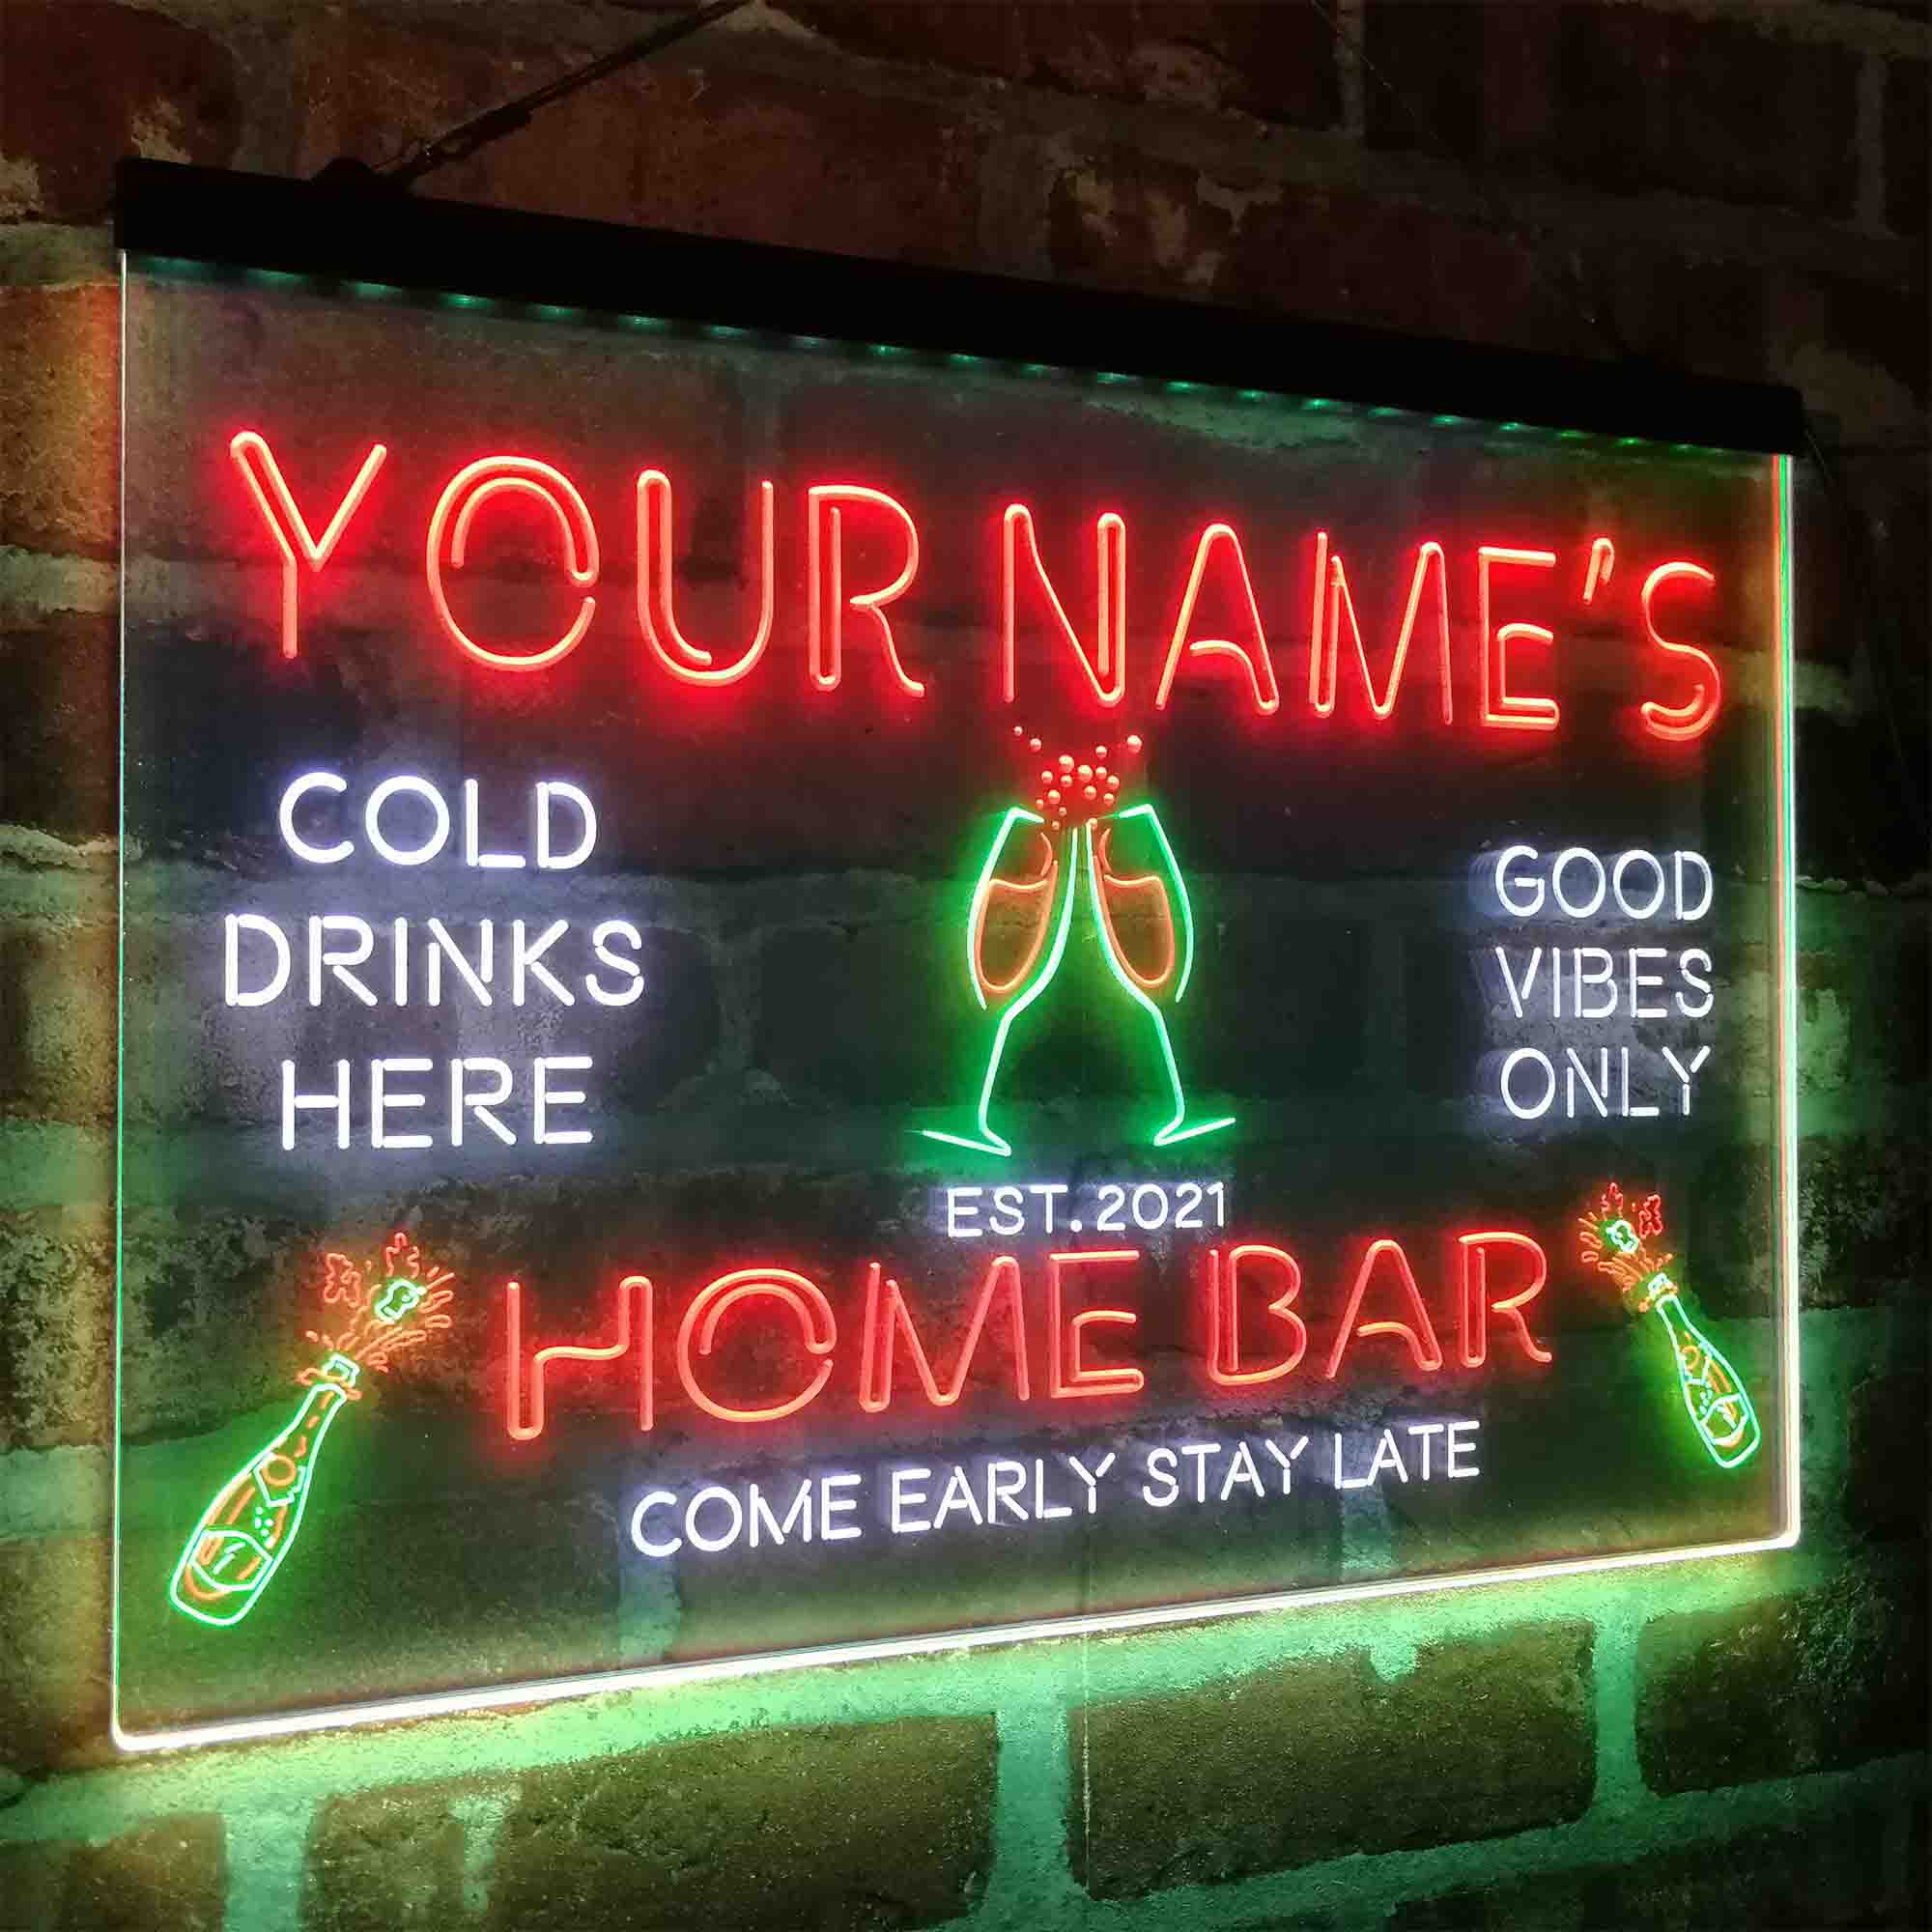 YOUR NAME'S
COLD
DRINKS
HERE
GOOD
VIBES
ONLY
EST.2021
HOME BAR
COME EARLY STAY LATE